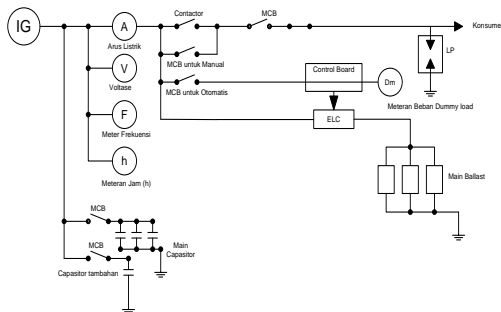 IG
A
Arus Listrik
Contactor
MCB
Konsume
LP
MCB untuk Manual
V
Voltase
MCB untuk Otomatis
Control Board
Dm
Meteran Beban Dummy load
F
Meter Frekuensi
ELC
h
Meteran Jam (h)
Main Ballast
MCB
Main
Capasitor
MCB
Capasitor tambahan